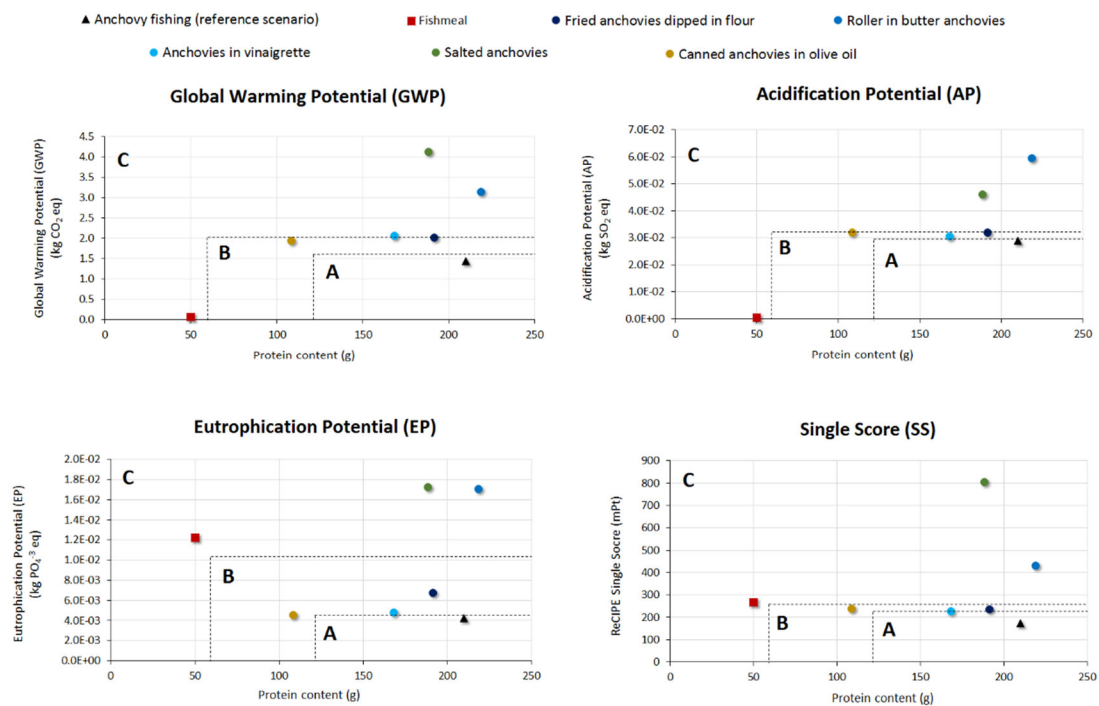 Anchovy fishing (reference scenario) Fishmeal Fried anchovies dipped in flour Roller in butter anchovies
Anchovies in vinaigrette Salted anchovies Canned anchovies in olive oil
Global Warming Potential (GWP)
Global Warming Potential (GWP)
(kg CO2 eq)
4.5
4.0
3.5
3.0
2.5
2.0
1.5
1.0
0.5
0.0
C
B
A
0 50 100 150 200 250
Protein content (g)
Acidification Potential (AP)
Acidification Potential (AP)
(kg SO2 eq)
7.0E-02
6.0E-02
5.0E-02
4.0E-02
3.0E-02
2.0E-02
1.0E-02
0.0E+00
C
B
A
0 50 100 150 200 250
Protein content (g)
Eutrophication Potential (EP)
Eutrophication Potential (EP)
(kg PO4-3 eq)
2.0E-02
1.8E-02
1.6E-02
1.4E-02
1.2E-02
1.0E-02
8.0E-03
6.0E-03
4.0E-03
2.0E-03
0.0E+00
C
B
A
0 50 100 150 200 250
Protein content (g)
Single Score (SS)
ReCIPE Single Socre (mPt)
900
800
700
600
500
400
300
200
100
0
C
B
A
0 50 100 150 200 250
Protein content (g)